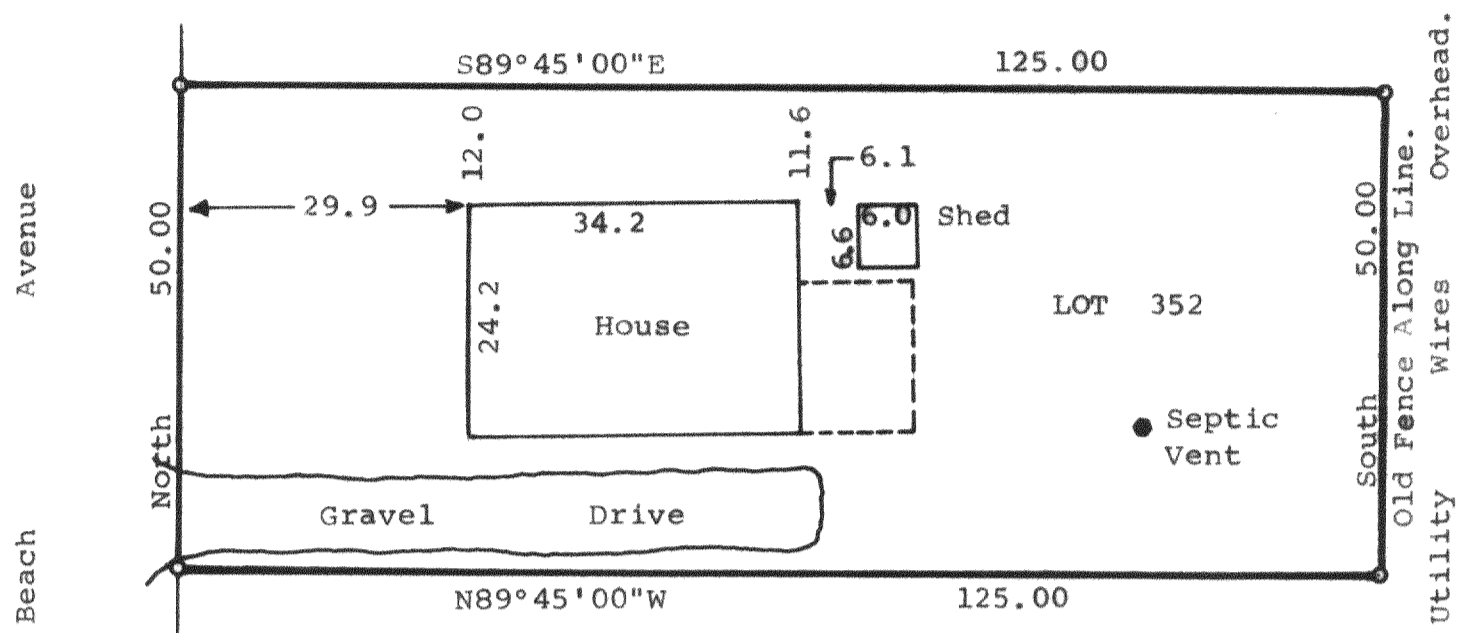 S89°45'00"E 125.00
12.0
11.6
6.1
29.9
34.2
6.0 Shed
6.6
24.2
House
LOT 352
Septic
Vent
Gravel Drive
N89°45'00"W 125.00
North 50.00
South 50.00
Beach Avenue
Old Fence Along Line.
Utility Wires Overhead.